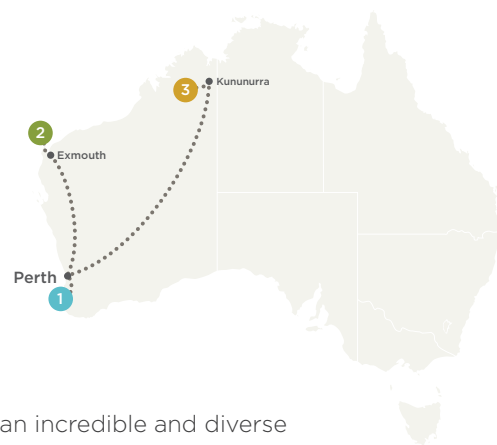 3
Kununurra
2
Exmouth
Perth
1
an incredible and diverse